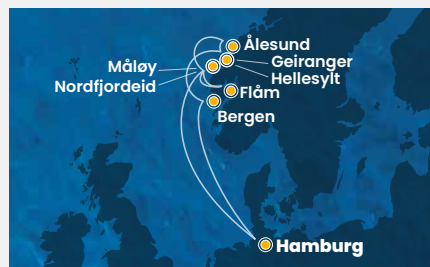 Ålesund
Måløy
Geiranger
Nordfjordeid
Hellesylt
Flåm
Bergen
Hamburg